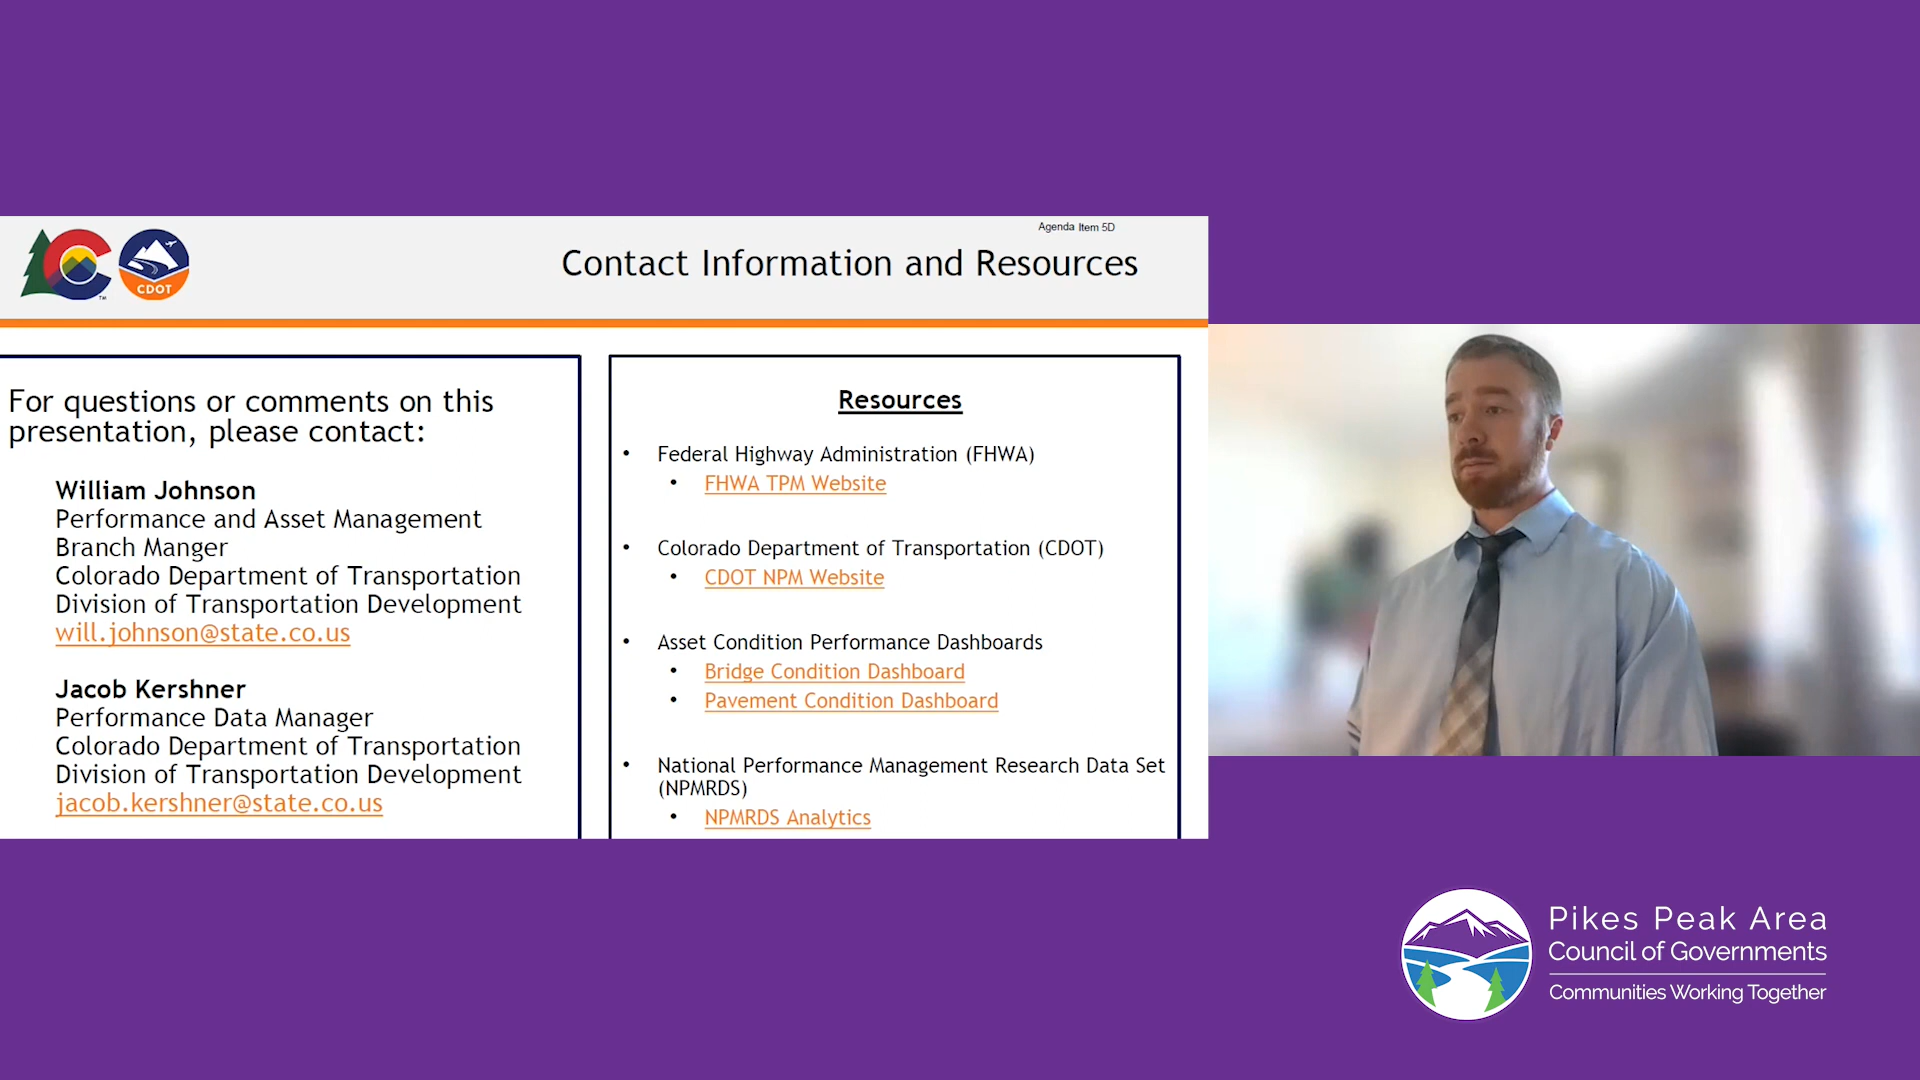 Agenda Item 5D
Contact Information and Resources
CDOT
TM
For questions or comments on this
presentation, please contact:
William Johnson
Performance and Asset Management
Branch Manger
Colorado Department of Transportation
Division of Transportation Development
will.johnson@state.co.us
Jacob Kershner
Performance Data Manager
Colorado Department of Transportation
Division of Transportation Development
jacob.kershner@state.co.us
Resources
• Federal Highway Administration (FHWA)
• FHWA TPM Website
• Colorado Department of Transportation (CDOT)
• CDOT NPM Website
• Asset Condition Performance Dashboards
• Bridge Condition Dashboard
• Pavement Condition Dashboard
• National Performance Management Research Data Set
(NPMRDS)
• NPMRDS Analytics
Pikes Peak Area
Council of Governments
Communities Working Together